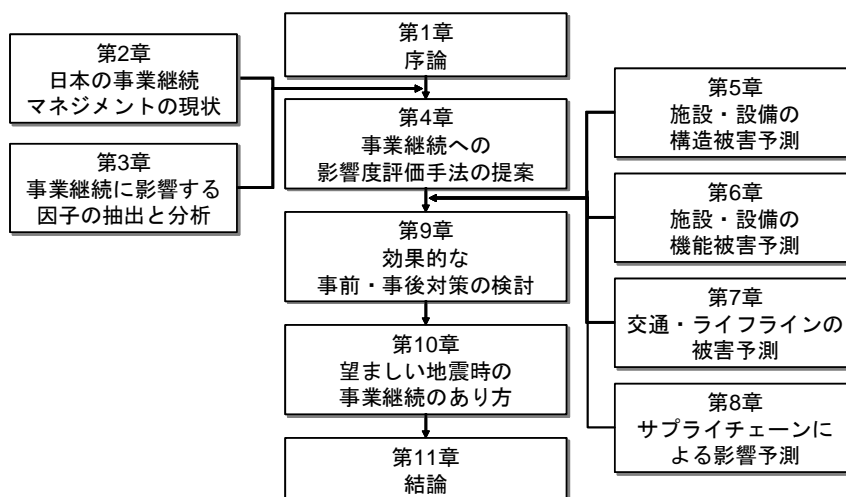 第1章
序論
第2章
日本の事業継続
マネジメントの現状
第3章
事業継続に影響する
因子の抽出と分析
第4章
事業継続への
影響度評価手法の提案
第5章
施設・設備の
構造被害予測
第6章
施設・設備の
機能被害予測
第7章
交通・ライフラインの
被害予測
第8章
サプライチェーンに
よる影響予測
第9章
効果的な
事前・事後対策の検討
第10章
望ましい地震時の
事業継続のあり方
第11章
結論